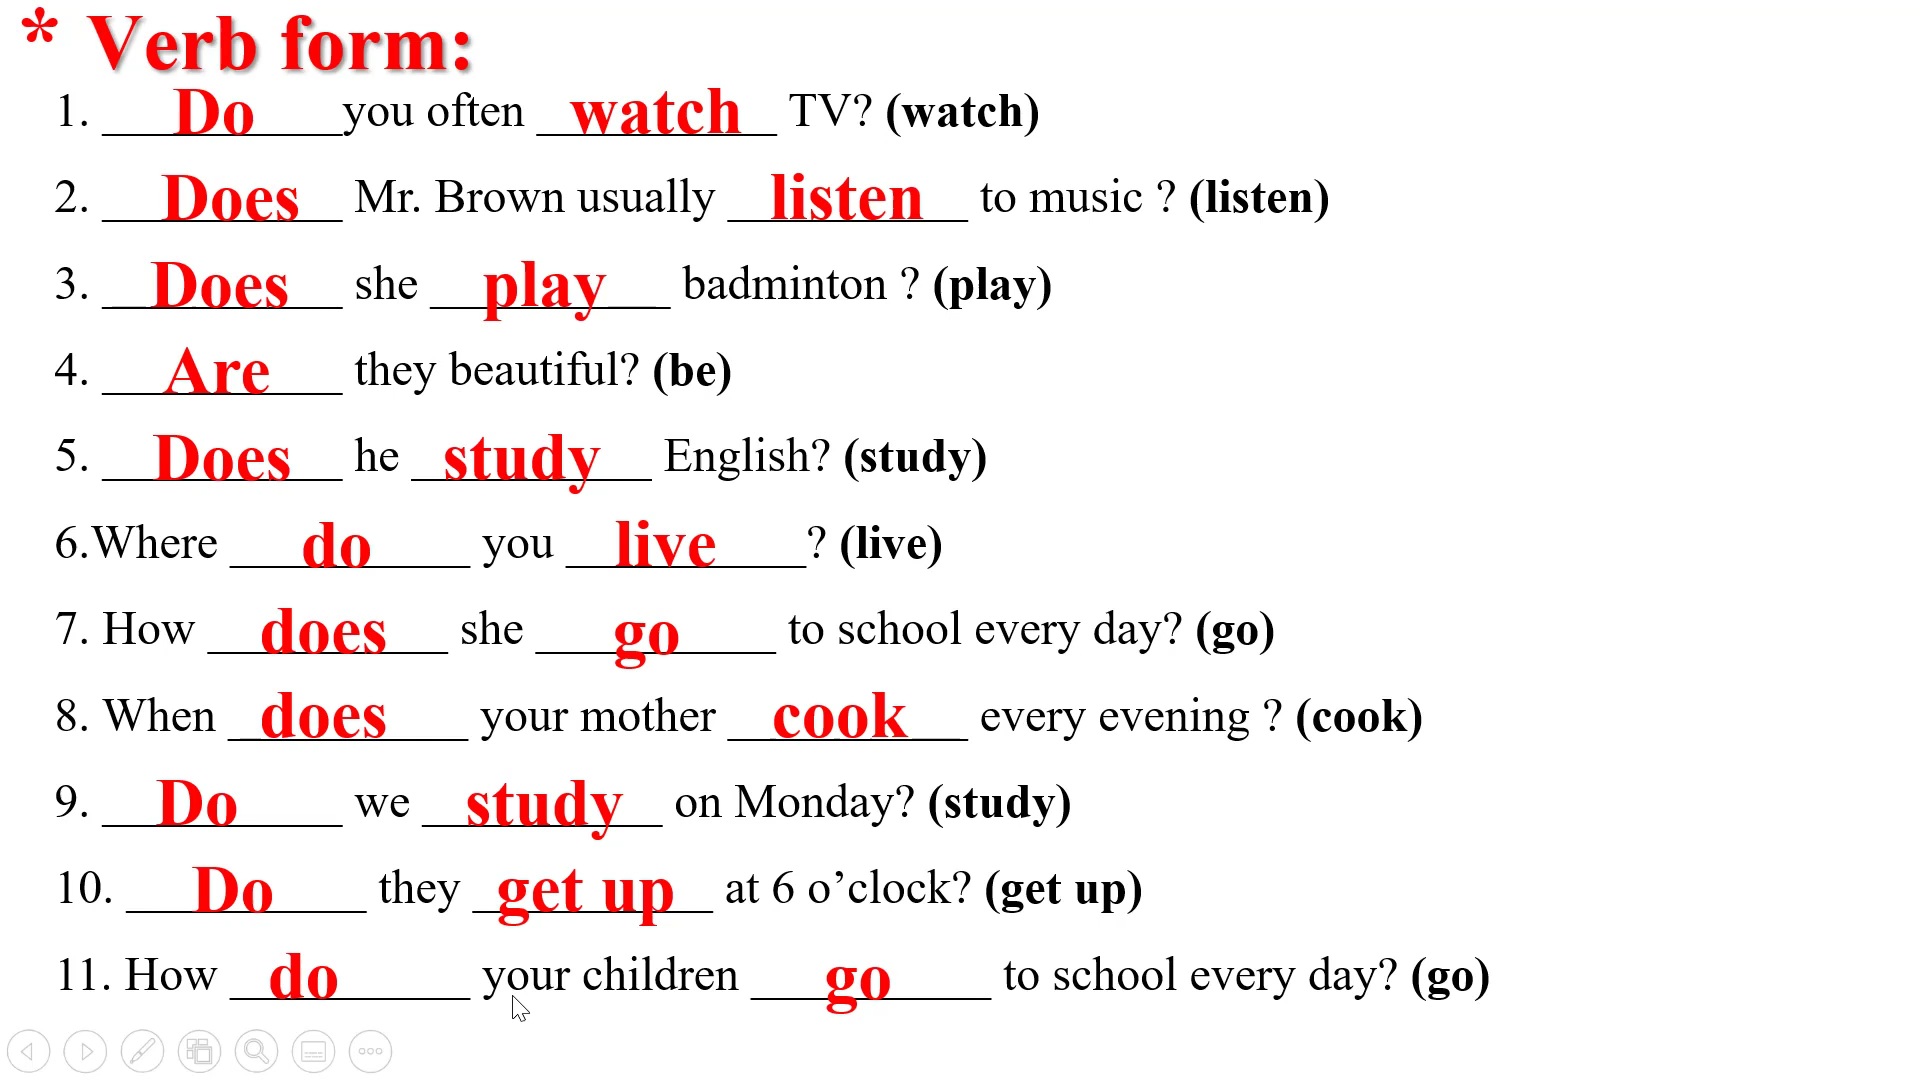 * Verb form:
1. Do you often watch TV? (watch)
2. Does Mr. Brown usually listen to music ? (listen)
3. Does she play badminton ? (play)
4. Are they beautiful? (be)
5. Does he study English? (study)
6.Where do you live? (live)
7. How does she go to school every day? (go)
8. When does your mother cook every evening ? (cook)
9. Do we study on Monday? (study)
10. Do they get up at 6 o’clock? (get up)
11. How do your children go to school every day? (go)